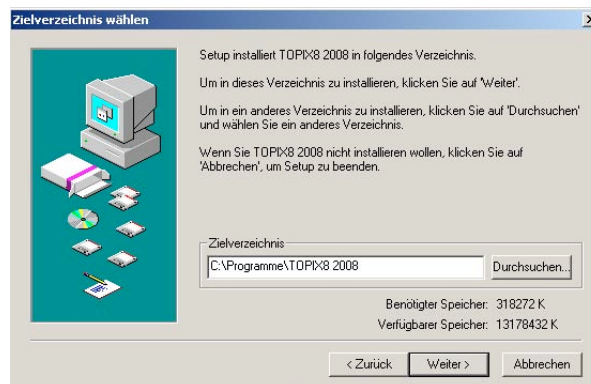 Zielverzeichnis wählen
Setup installiert TOPIX8 2008 in folgendes Verzeichnis.
Um in dieses Verzeichnis zu installieren, klicken Sie auf 'Weiter'.
Um in ein anderes Verzeichnis zu installieren, klicken Sie auf 'Durchsuchen'
und wählen Sie ein anderes Verzeichnis.
Wenn Sie TOPIX8 2008 nicht installieren wollen, klicken Sie auf
'Abbrechen', um Setup zu beenden.
Zielverzeichnis
C:\Programme\TOPIX8 2008
Durchsuchen...
Benötigter Speicher: 318272 K
Verfügbarer Speicher: 13178432 K
< Zurück
Weiter >
Abbrechen